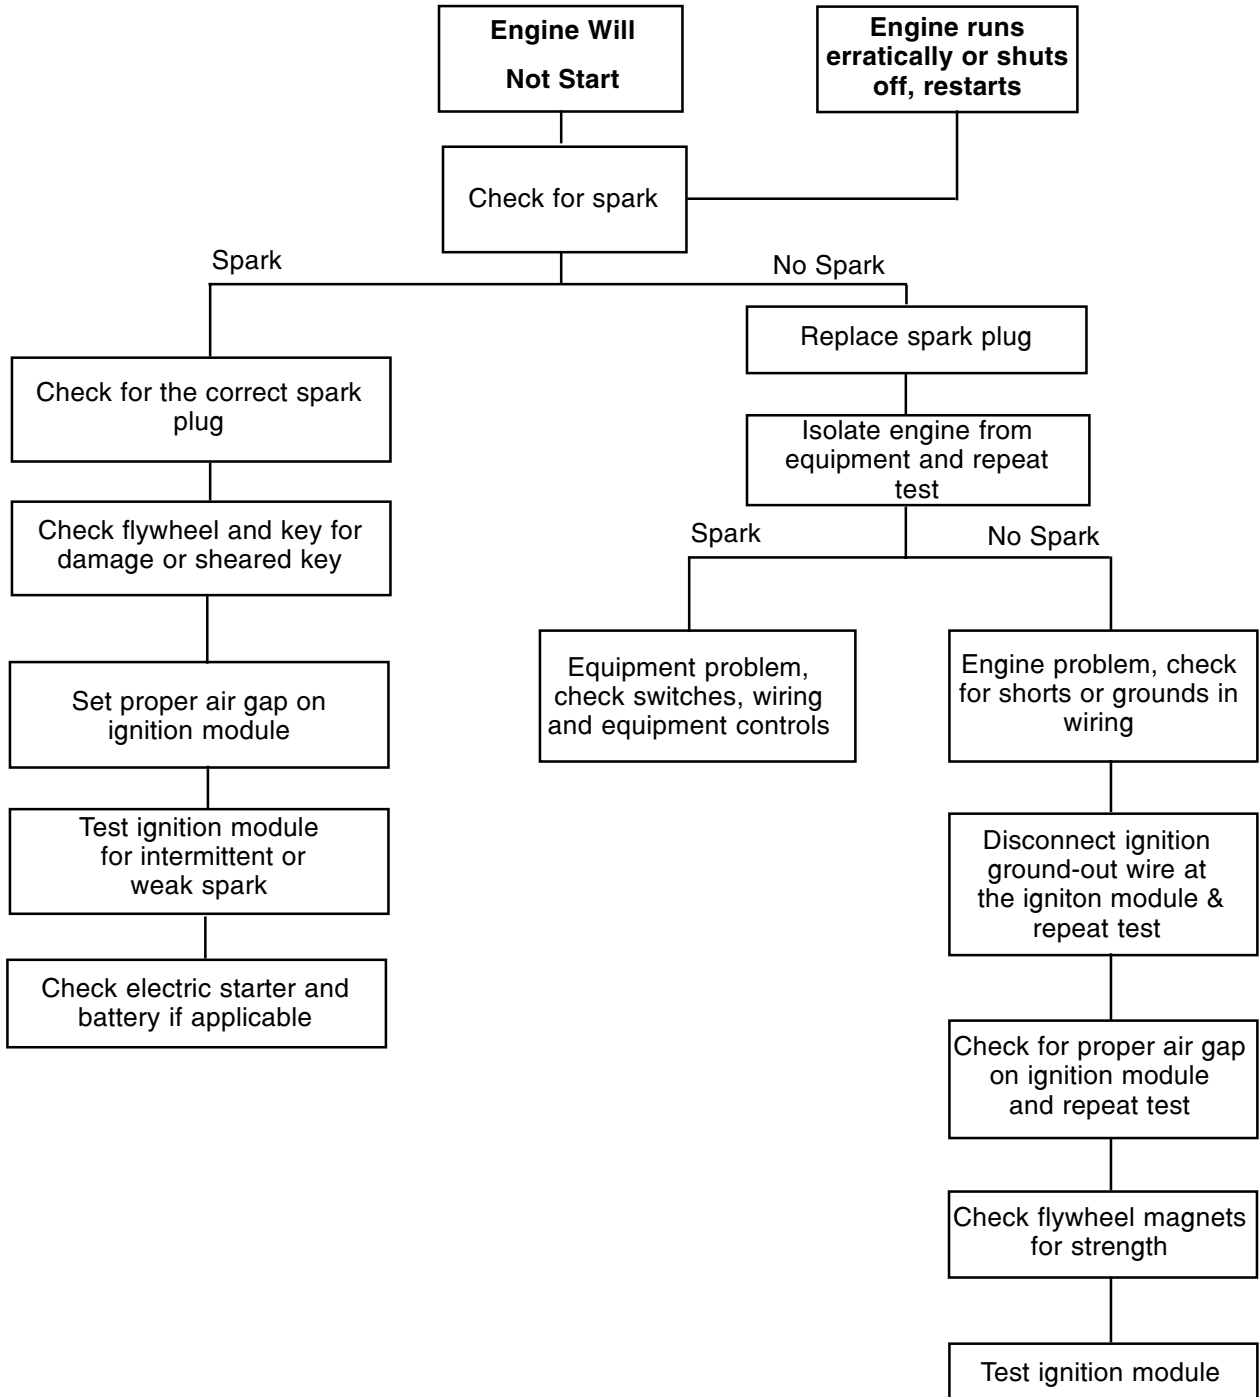 Engine Will
Not Start
Engine runs
erratically or shuts
off, restarts
Check for spark
Spark
No Spark
Check for the correct spark
plug
Check flywheel and key for
damage or sheared key
Set proper air gap on
ignition module
Test ignition module
for intermittent or
weak spark
Check electric starter and
battery if applicable
Replace spark plug
Isolate engine from
equipment and repeat
test
Spark
No Spark
Equipment problem,
check switches, wiring
and equipment controls
Engine problem, check
for shorts or grounds in
wiring
Disconnect ignition
ground-out wire at
the igniton module &
repeat test
Check for proper air gap
on ignition module
and repeat test
Check flywheel magnets
for strength
Test ignition module